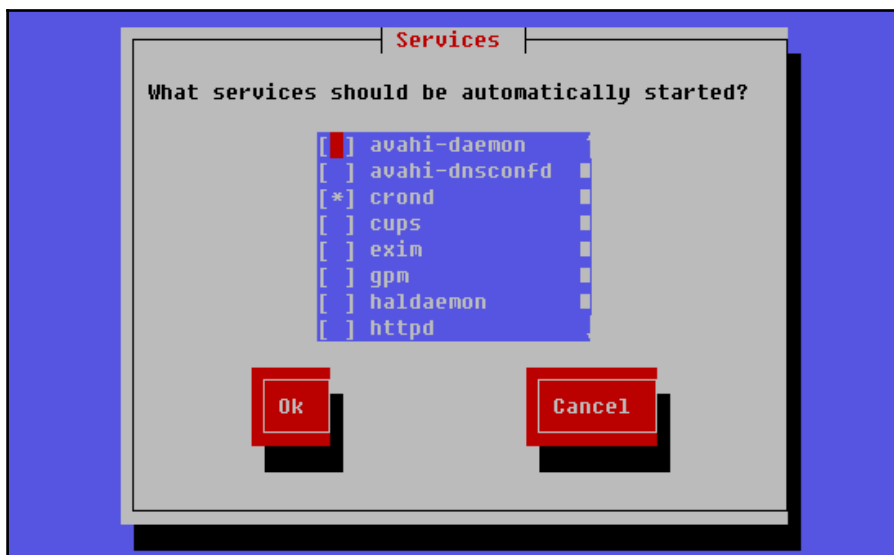 Services
What services should be automatically started?
[ ] avahi-daemon
[ ] avahi-dnsconfd
[*] crond
[ ] cups
[ ] exim
[ ] gpm
[ ] haldaemon
[ ] httpd
Ok Cancel